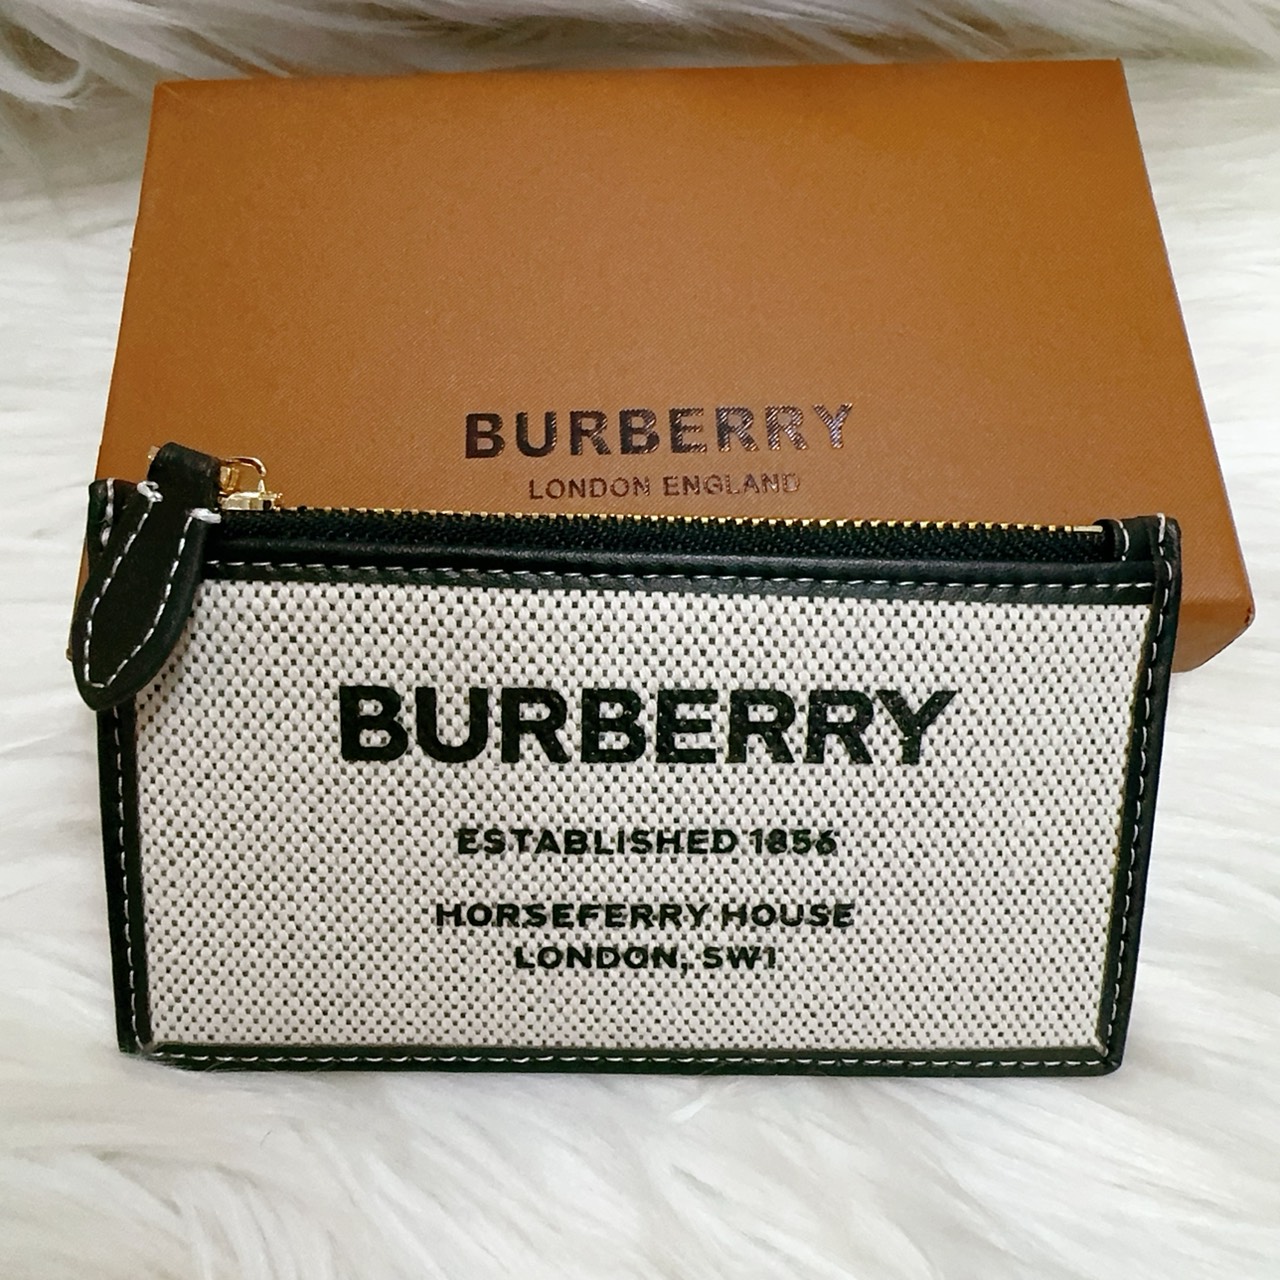 BURBERRY
LONDON ENGLAND
BURBERRY
ESTABLISHED 1856
HORSEFERRY HOUSE
LONDON, SW1